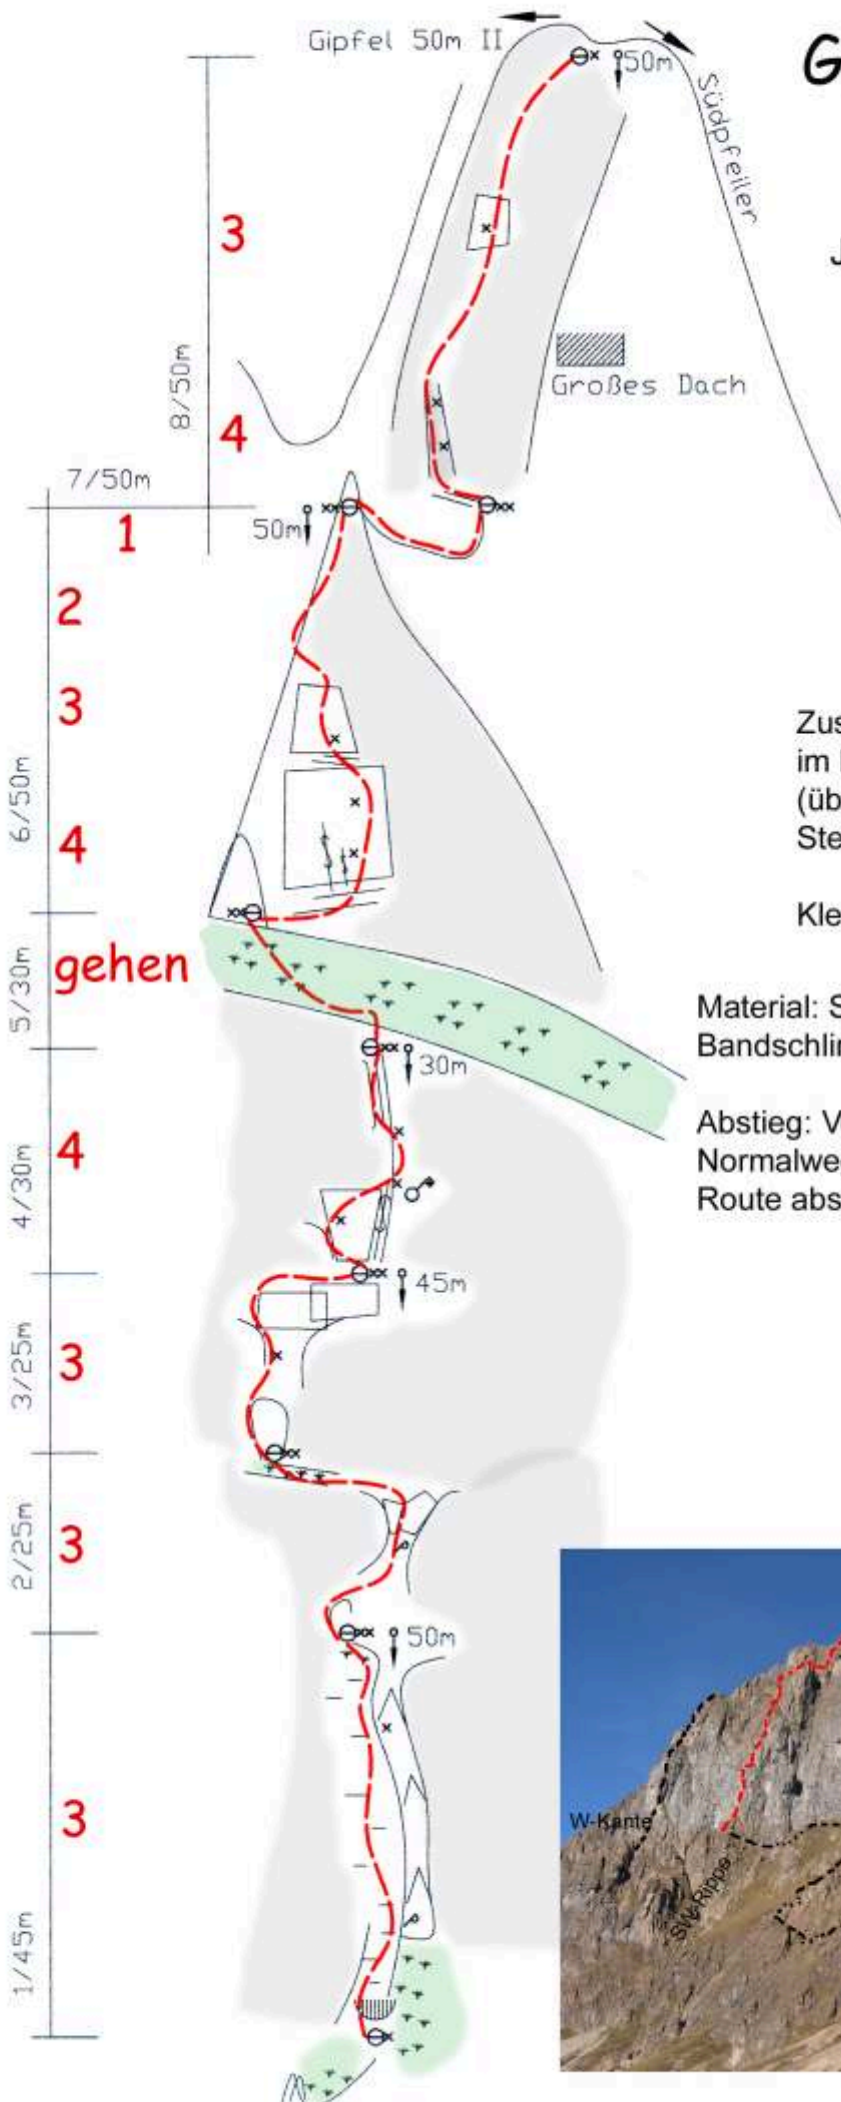 Gipfel 50m II
50m
G
Südpfeiler
J
3
8/50m
Großes Dach
4
7/50m
50m
1
2
3
6/50m
4
Zus
im
(üb
Ste
Kle
gehen
5/30m
Material: S
Bandschlin
30m
Abstieg: V
Normalwe
Route abs
4
4/30m
45m
3
3/25m
3
2/25m
50m
3
1/45m
W-Kante
SW-Rippe